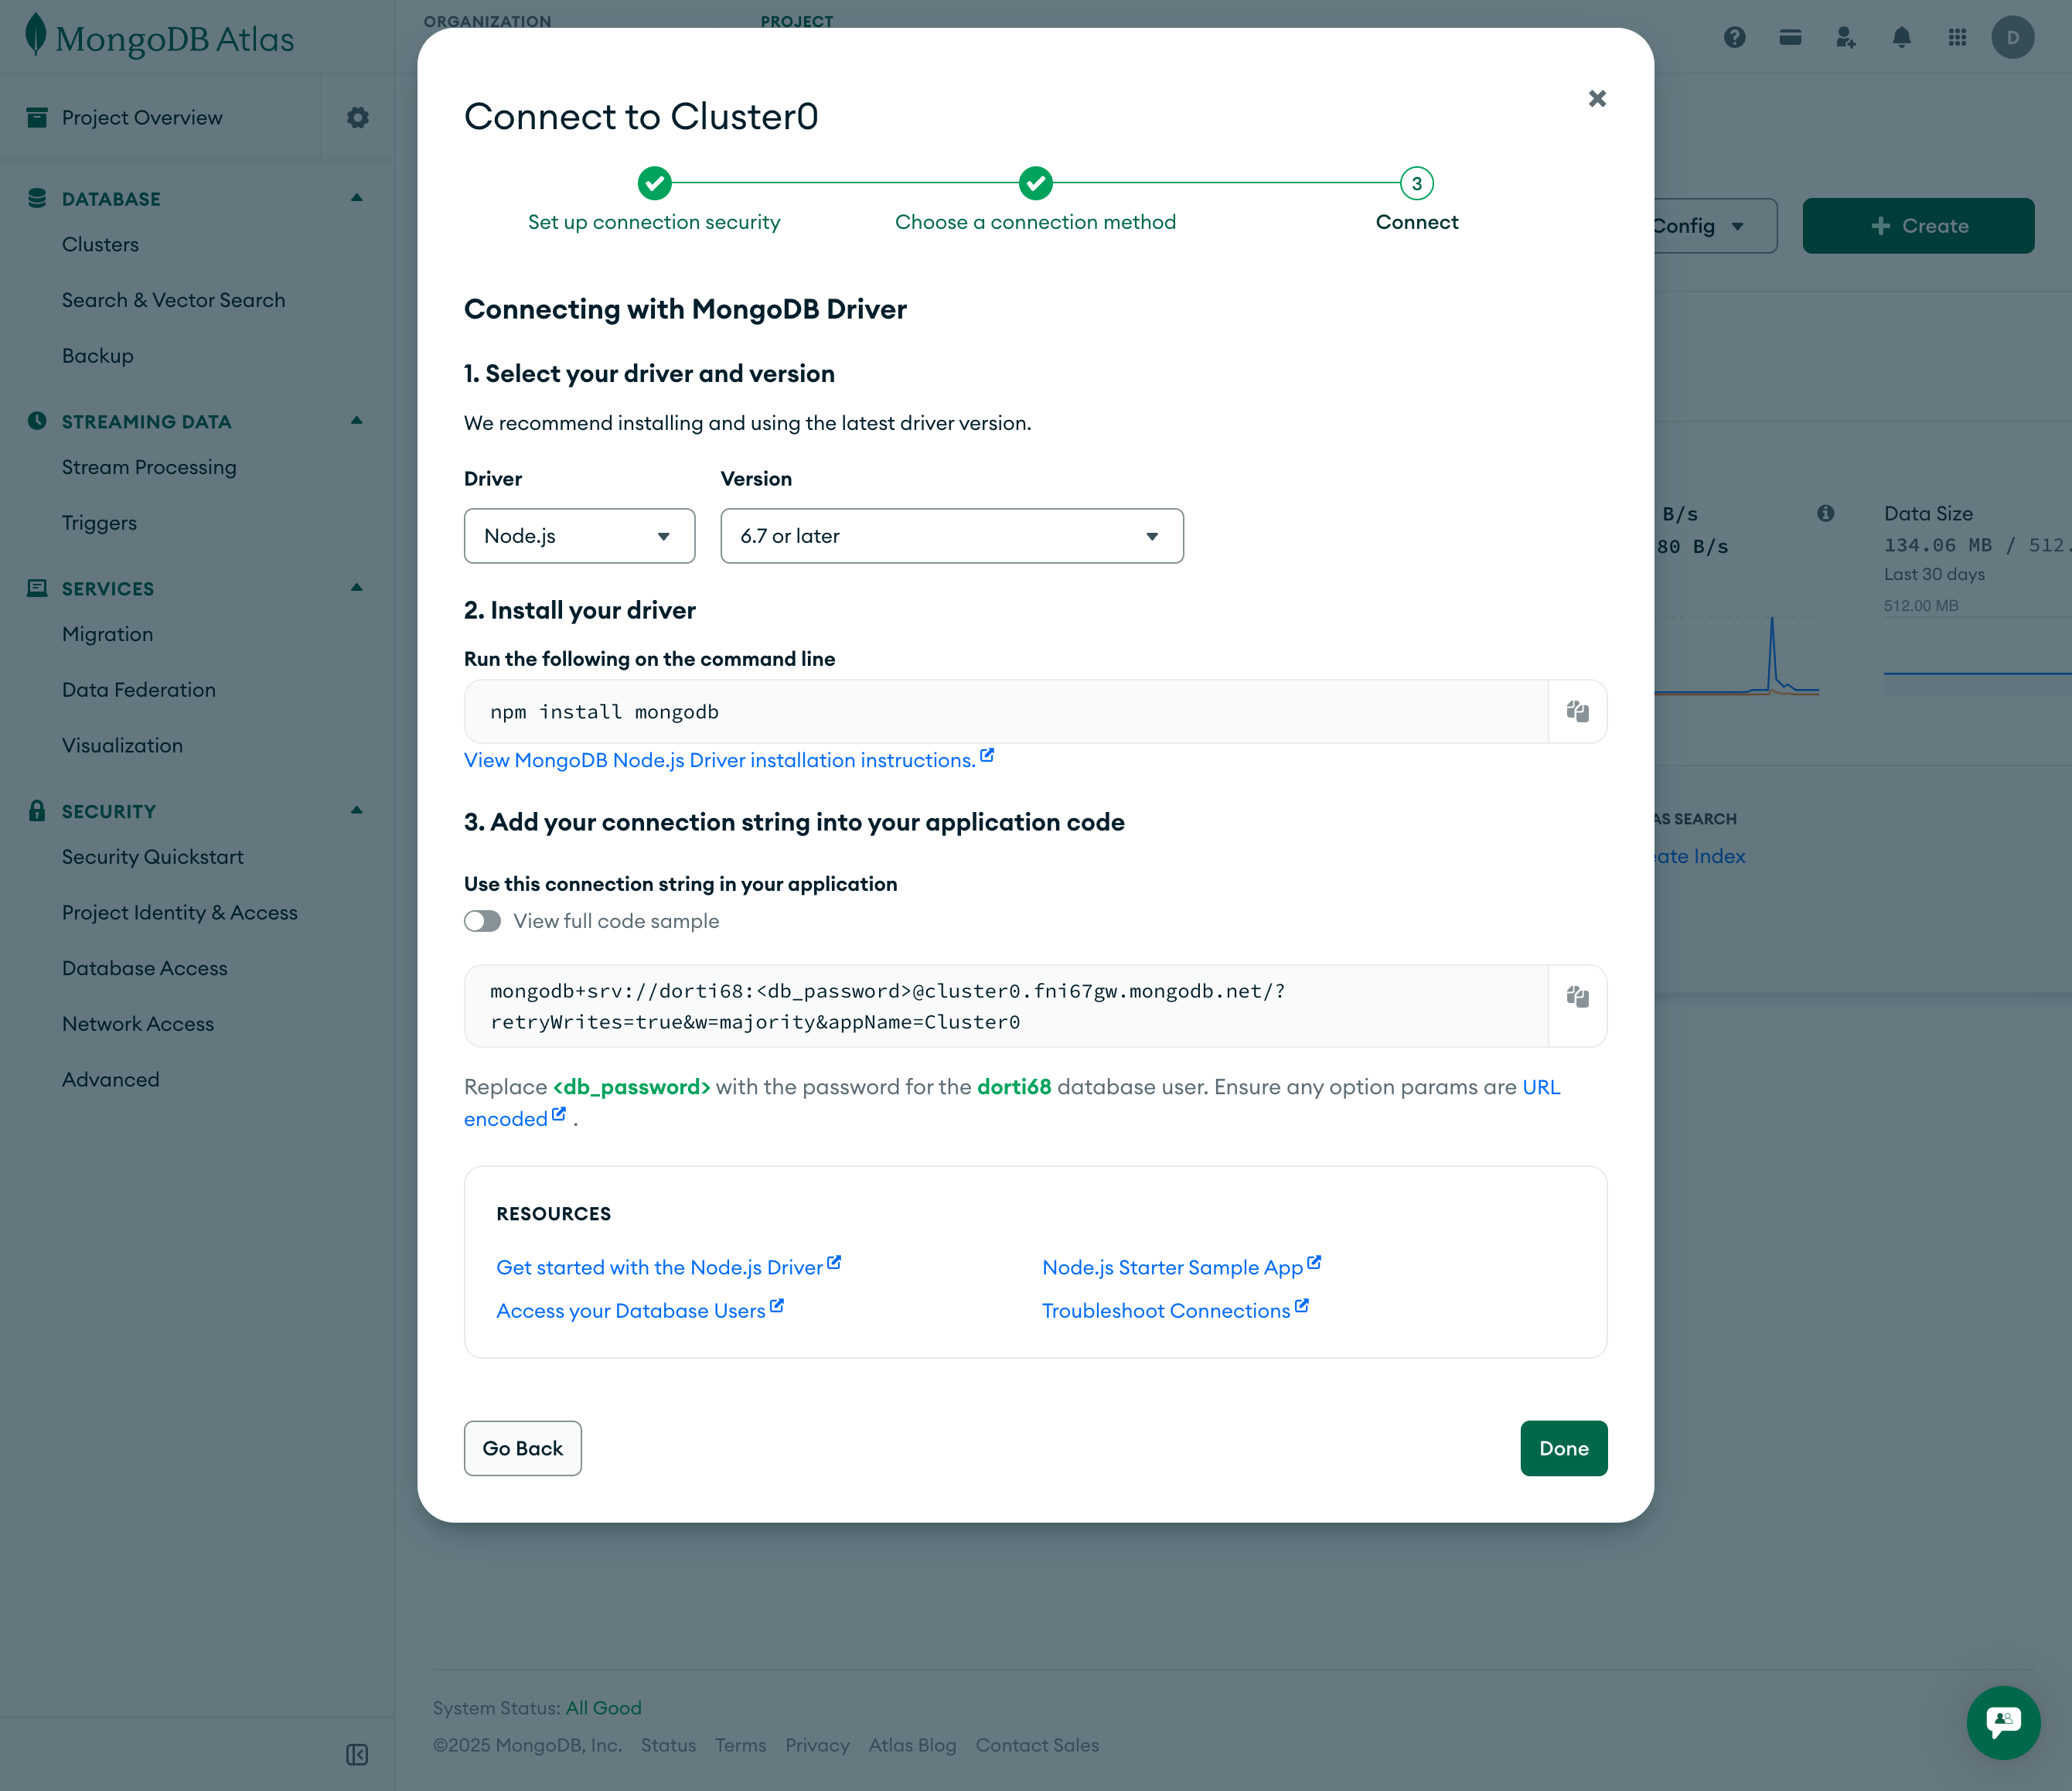 MongoDB Atlas
ORGANIZATION
PROJECT
D
Project Overview
DATABASE
Clusters
Search & Vector Search
Backup
STREAMING DATA
Stream Processing
Triggers
SERVICES
Migration
Data Federation
Visualization
SECURITY
Security Quickstart
Project Identity & Access
Database Access
Network Access
Advanced
Connect to Cluster0
3
Set up connection security
Choose a connection method
Connect
Connecting with MongoDB Driver
1. Select your driver and version
We recommend installing and using the latest driver version.
Driver
Version
Node.js
6.7 or later
2. Install your driver
Run the following on the command line
npm install mongodb
View MongoDB Node.js Driver installation instructions.
3. Add your connection string into your application code
Use this connection string in your application
View full code sample
mongodb+srv://dorti68:<db_password>@cluster0.fni67gw.mongodb.net/?
retryWrites=true&w=majority&appName=Cluster0
Replace <db_password> with the password for the dorti68 database user. Ensure any option params are URL
encoded .
RESOURCES
Get started with the Node.js Driver
Node.js Starter Sample App
Access your Database Users
Troubleshoot Connections
Go Back
Done
Config
+ Create
B/s
80 B/s
Data Size
134.06 MB / 512.
Last 30 days
512.00 MB
AS SEARCH
eate Index
System Status: All Good
©2025 MongoDB, Inc. Status Terms Privacy Atlas Blog Contact Sales